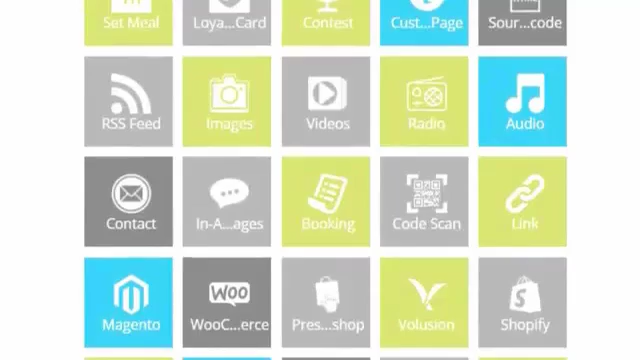 Set Meal
Loya...Card
Contest
Cust...Page
Sour...code
RSS Feed
Images
Videos
Radio
Audio
Contact
In-A...ages
Booking
Code Scan
Link
Magento
WOO
WooC...erce
Pres...shop
Volusion
S
Shopify